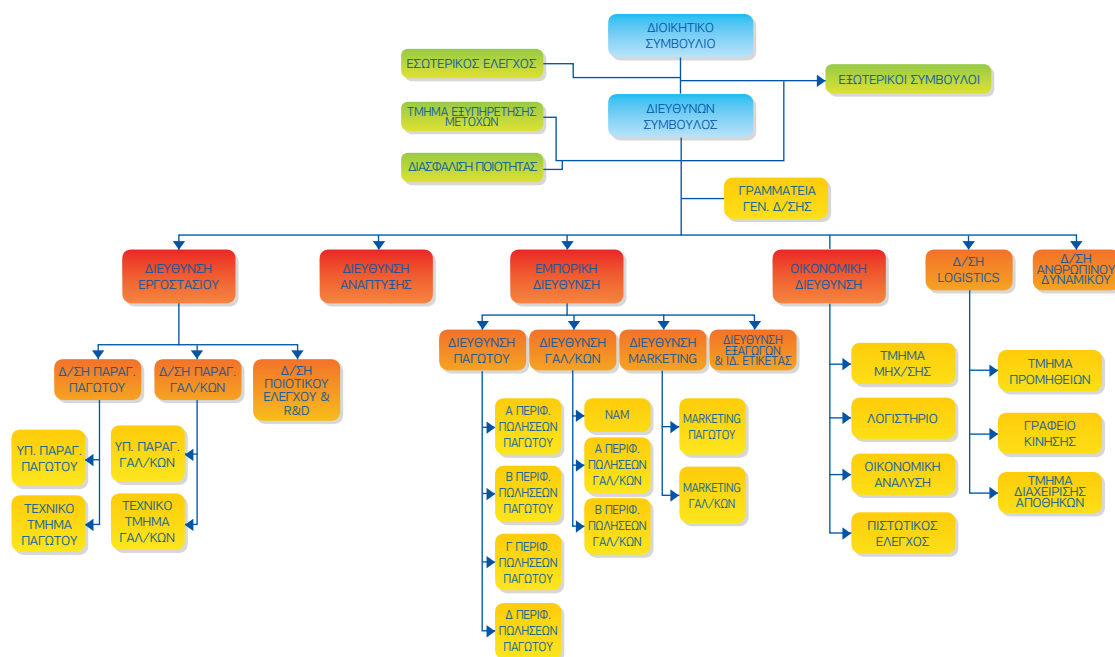 ΔΙΟΙΚΗΤΙΚΟ
ΣΥΜΒΟΥΛΙΟ
ΕΣΩΤΕΡΙΚΟΣ ΕΛΕΓΧΟΣ
ΕΞΩΤΕΡΙΚΟΙ ΣΥΜΒΟΥΛΟΙ
ΔΙΕΥΘΥΝΩΝ
ΣΥΜΒΟΥΛΟΣ
ΤΜΗΜΑ ΕΞΥΠΗΡΕΤΗΣΗΣ
ΜΕΤΟΧΩΝ
ΔΙΑΣΦΑΛΙΣΗ ΠΟΙΟΤΗΤΑΣ
ΓΡΑΜΜΑΤΕΙΑ
ΓΕΝ. Δ/ΣΗΣ
ΔΙΕΥΘΥΝΣΗ
ΕΡΓΟΣΤΑΣΙΟΥ
ΔΙΕΥΘΥΝΣΗ
ΑΝΑΠΤΥΞΗΣ
ΕΜΠΟΡΙΚΗ
ΔΙΕΥΘΥΝΣΗ
ΟΙΚΟΝΟΜΙΚΗ
ΔΙΕΥΘΥΝΣΗ
Δ/ΣΗ
LOGISTICS
Δ/ΣΗ
ΑΝΘΡΩΠΙΝΟΥ
ΔΥΝΑΜΙΚΟΥ
Δ/ΣΗ ΠΑΡΑΓ.
ΠΑΓΩΤΟΥ
Δ/ΣΗ ΠΑΡΑΓ.
ΓΑΛ/ΚΩΝ
Δ/ΣΗ
ΠΟΙΟΤΙΚΟΥ
ΕΛΕΓΧΟΥ &
R&D
ΔΙΕΥΘΥΝΣΗ
ΠΑΓΩΤΟΥ
ΔΙΕΥΘΥΝΣΗ
ΓΑΛ/ΚΩΝ
ΔΙΕΥΘΥΝΣΗ
MARKETING
ΔΙΕΥΘΥΝΣΗ
ΕΞΑΓΩΓΩΝ
& ΙΔ. ΕΤΙΚΕΤΑΣ
ΥΠ. ΠΑΡΑΓ.
ΠΑΓΩΤΟΥ
ΤΕΧΝΙΚΟ
ΤΜΗΜΑ
ΠΑΓΩΤΟΥ
ΥΠ. ΠΑΡΑΓ.
ΓΑΛ/ΚΩΝ
ΤΕΧΝΙΚΟ
ΤΜΗΜΑ
ΓΑΛ/ΚΩΝ
Α ΠΕΡΙΦ.
ΠΩΛΗΣΕΩΝ
ΠΑΓΩΤΟΥ
Β ΠΕΡΙΦ.
ΠΩΛΗΣΕΩΝ
ΠΑΓΩΤΟΥ
Γ ΠΕΡΙΦ.
ΠΩΛΗΣΕΩΝ
ΠΑΓΩΤΟΥ
Δ ΠΕΡΙΦ.
ΠΩΛΗΣΕΩΝ
ΠΑΓΩΤΟΥ
ΝΑΜ
Α ΠΕΡΙΦ.
ΠΩΛΗΣΕΩΝ
ΓΑΛ/ΚΩΝ
Β ΠΕΡΙΦ.
ΠΩΛΗΣΕΩΝ
ΓΑΛ/ΚΩΝ
MARKETING
ΠΑΓΩΤΟΥ
MARKETING
ΓΑΛ/ΚΩΝ
ΤΜΗΜΑ
ΜΗΧ/ΣΗΣ
ΛΟΓΙΣΤΗΡΙΟ
ΟΙΚΟΝΟΜΙΚΗ
ΑΝΑΛΥΣΗ
ΠΙΣΤΩΤΙΚΟΣ
ΕΛΕΓΧΟΣ
ΤΜΗΜΑ
ΠΡΟΜΗΘΕΙΩΝ
ΓΡΑΦΕΙΟ
ΚΙΝΗΣΗΣ
ΤΜΗΜΑ
ΔΙΑΧΕΙΡΙΣΗΣ
ΑΠΟΘΗΚΩΝ